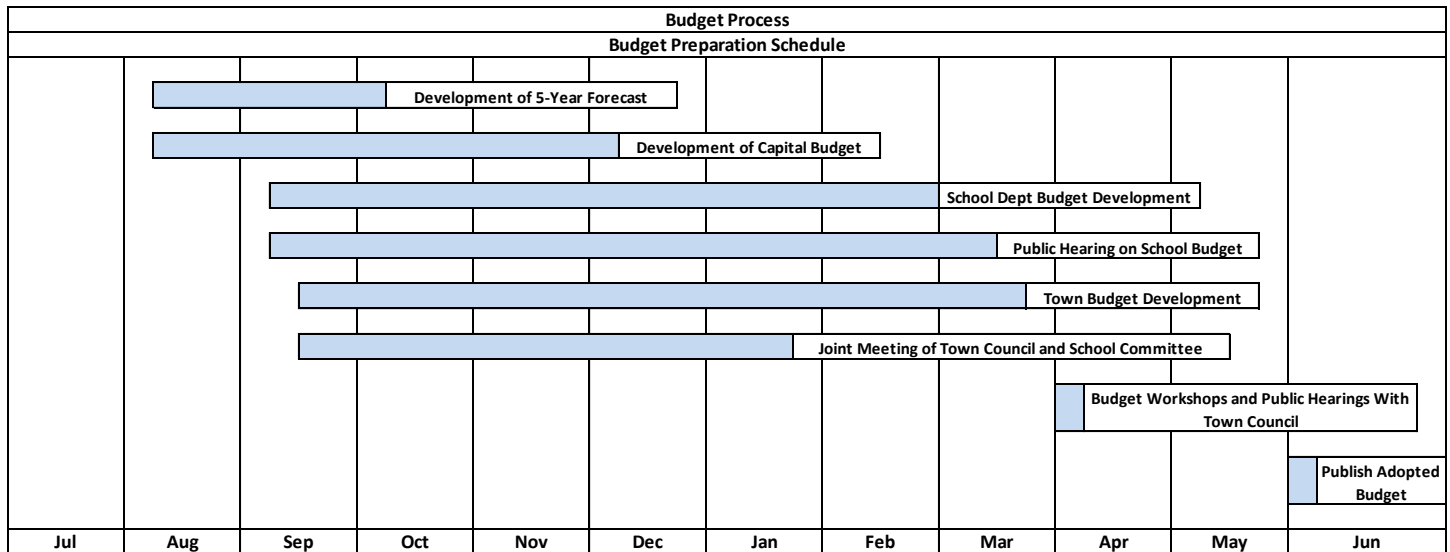 Budget Process
Budget Preparation Schedule
Development of 5-Year Forecast
Development of Capital Budget
School Dept Budget Development
Public Hearing on School Budget
Town Budget Development
Joint Meeting of Town Council and School Committee
Budget Workshops and Public Hearings With
Town Council
Publish Adopted
Budget
Jul Aug Sep Oct Nov Dec Jan Feb Mar Apr May Jun